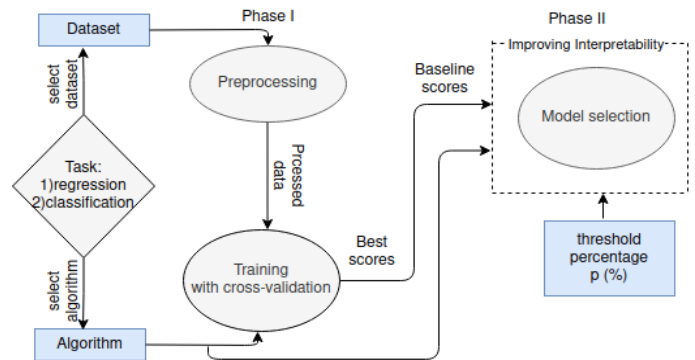 Phase I
Phase II
Dataset
Improving Interpretability
select
dataset
Preprocessing
Baseline
scores
Model selection
Task:
1)regression
2)classification
Prcessed
data
threshold
percentage
p (%)
Best
scores
Training
with cross-validation
select
algorithm
Algorithm